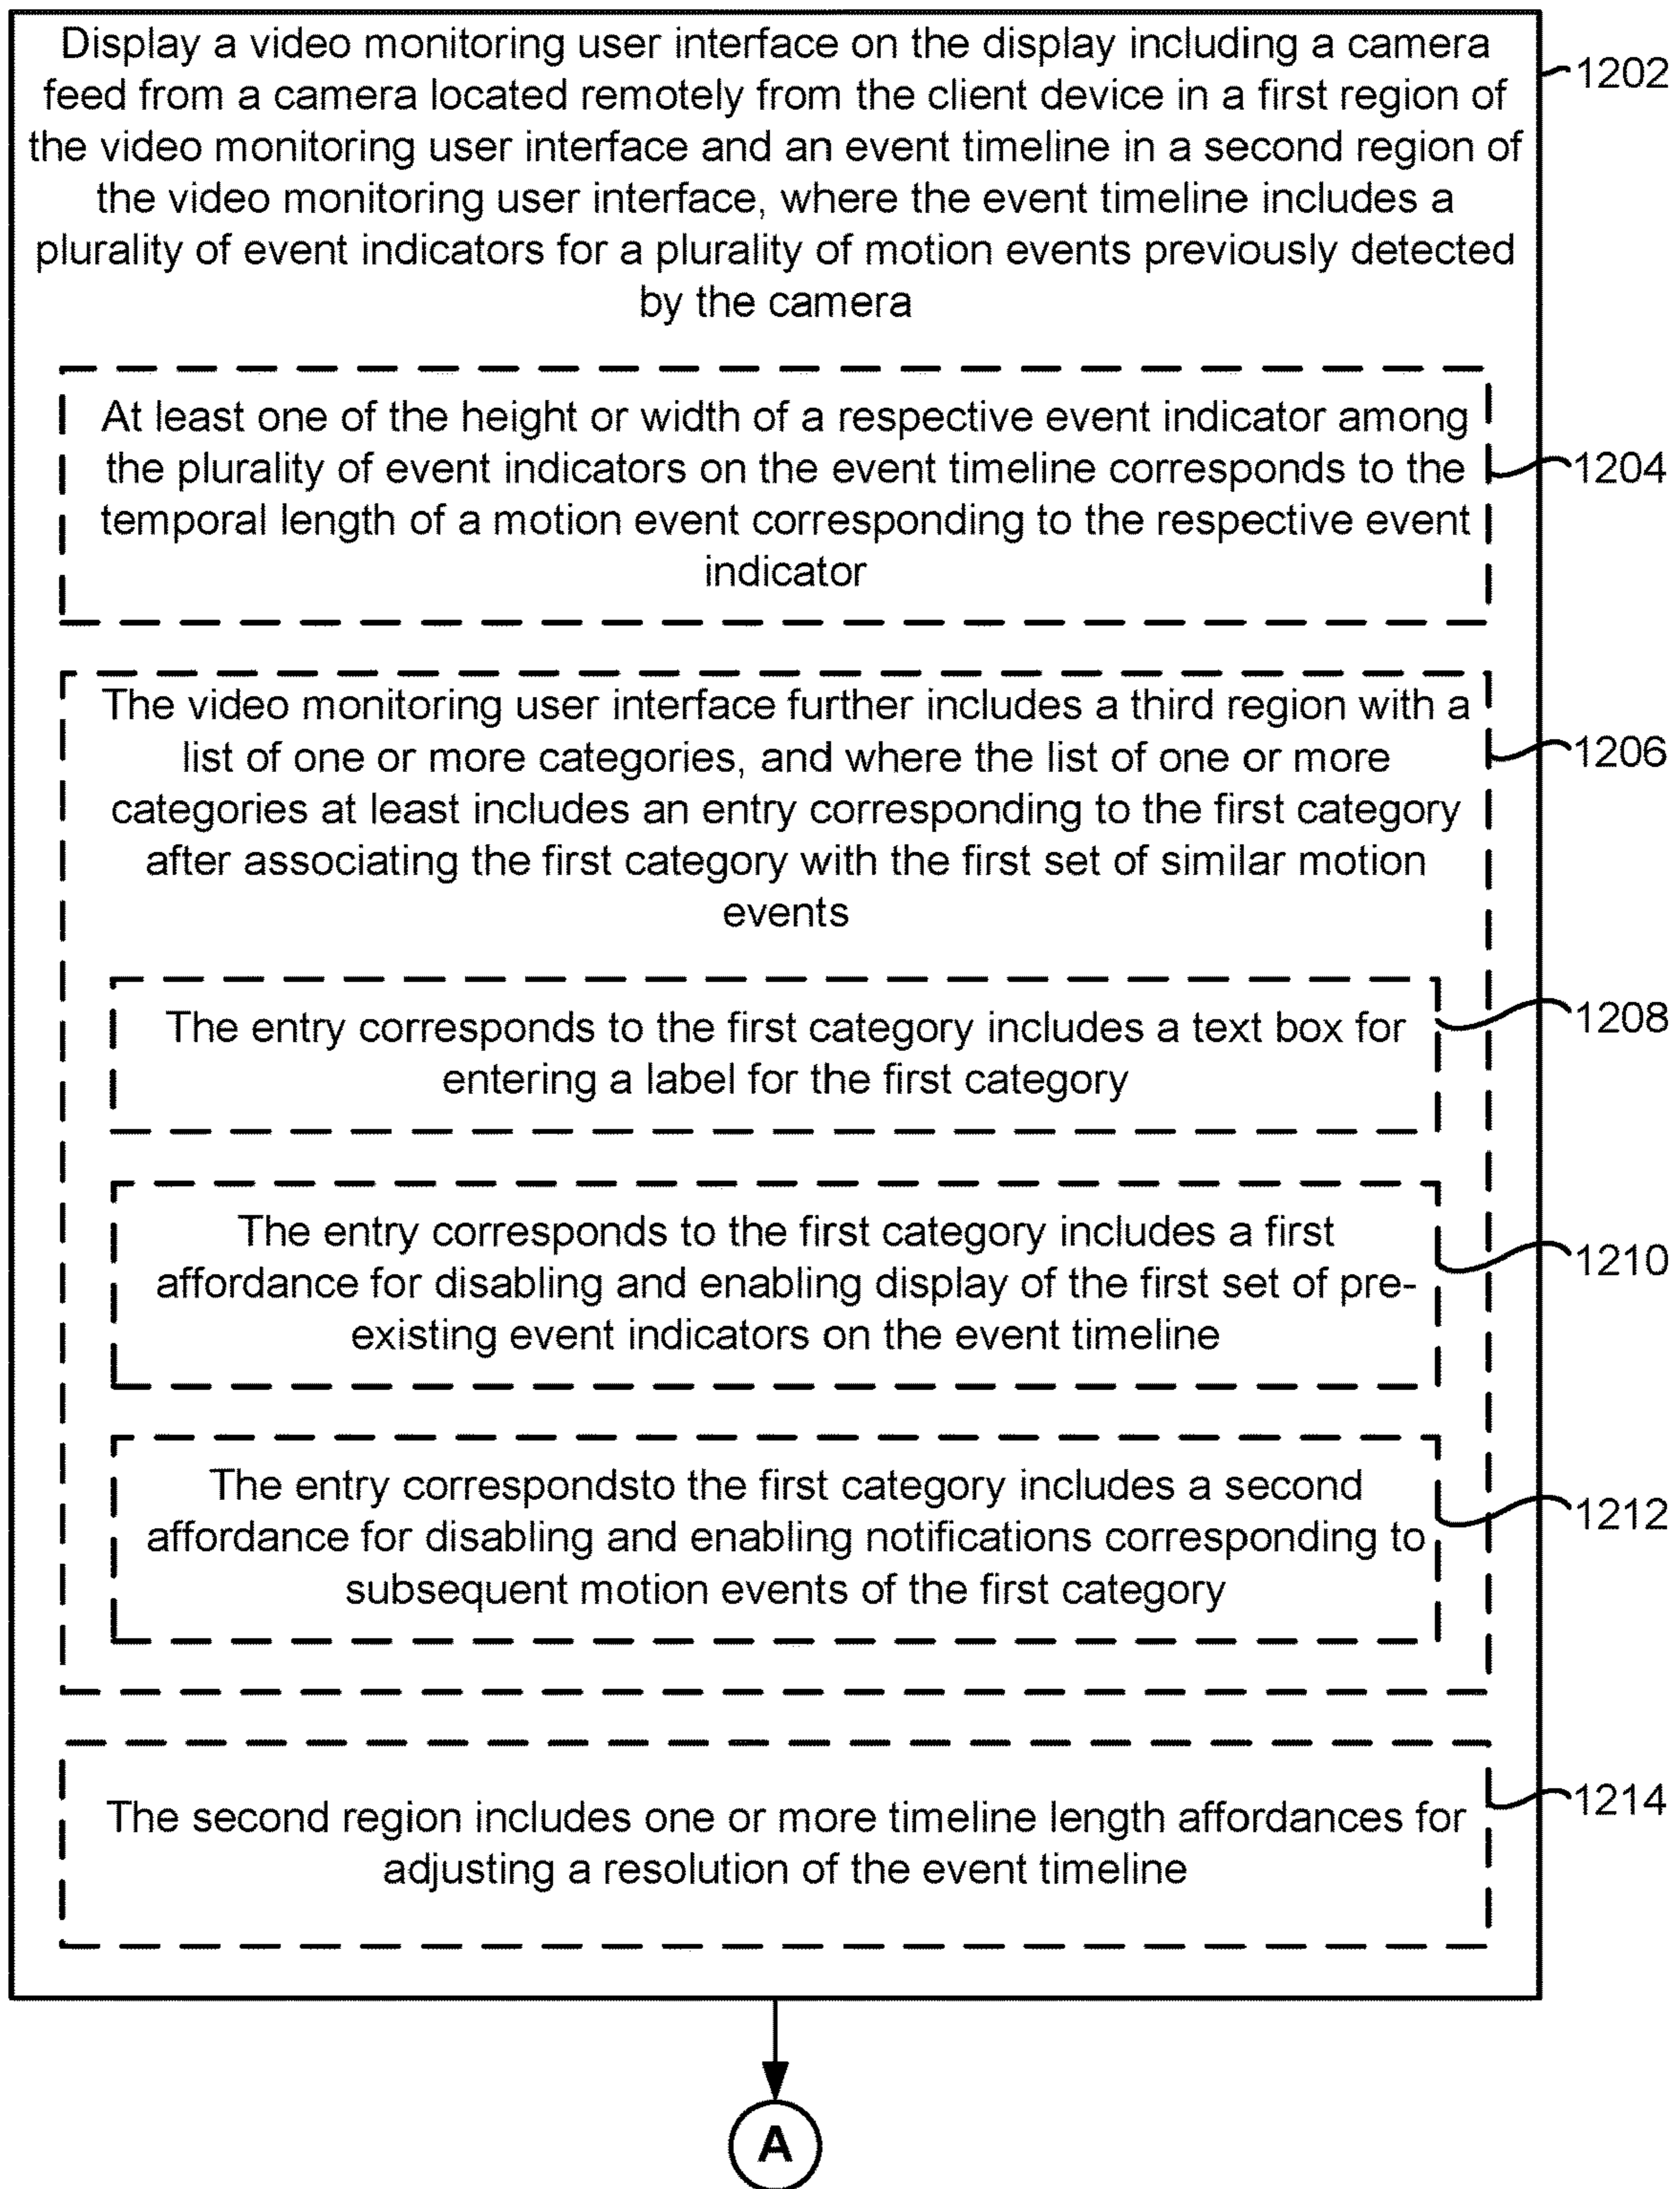 Display a video monitoring user interface on the display including a camera
feed from a camera located remotely from the client device in a first region of
the video monitoring user interface and an event timeline in a second region of
the video monitoring user interface, where the event timeline includes a
plurality of event indicators for a plurality of motion events previously detected
by the camera
1202
At least one of the height or width of a respective event indicator among
the plurality of event indicators on the event timeline corresponds to the
temporal length of a motion event corresponding to the respective event
indicator
1204
The video monitoring user interface further includes a third region with a
list of one or more categories, and where the list of one or more
categories at least includes an entry corresponding to the first category
after associating the first category with the first set of similar motion
events
1206
The entry corresponds to the first category includes a text box for
entering a label for the first category
1208
The entry corresponds to the first category includes a first
affordance for disabling and enabling display of the first set of pre-
existing event indicators on the event timeline
1210
The entry correspondsto the first category includes a second
affordance for disabling and enabling notifications corresponding to
subsequent motion events of the first category
1212
The second region includes one or more timeline length affordances for
adjusting a resolution of the event timeline
1214
A